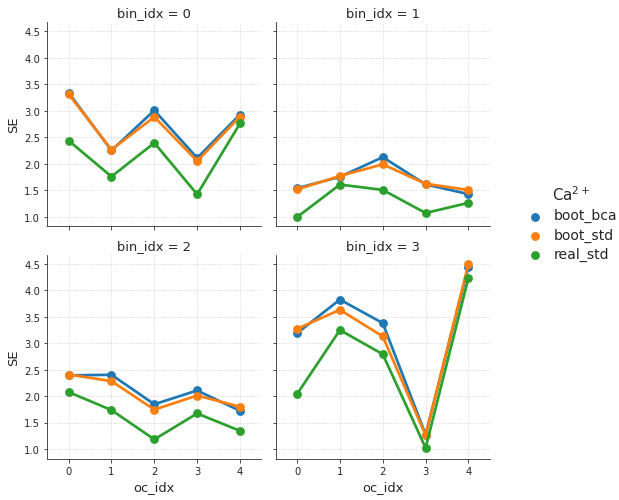 bin_idx = 0
bin_idx = 1
4.5
4.0
3.5
3.0
2.5
2.0
1.5
1.0
SE
Ca²⁺
boot_bca
boot_std
real_std
bin_idx = 2
bin_idx = 3
4.5
4.0
3.5
3.0
2.5
2.0
1.5
1.0
SE
0 1 2 3 4
0 1 2 3 4
oc_idx
oc_idx